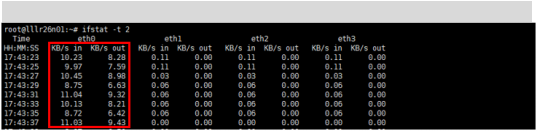 root@lllr26n01:~# ifstat -t 2
Time eth0 eth1 eth2 eth3
HH:MM:SS KB/s in KB/s out KB/s in KB/s out KB/s in KB/s out KB/s in KB/s out
17:43:23 10.23 8.28 0.11 0.00 0.11 0.00 0.11 0.00
17:43:25 9.97 7.59 0.11 0.00 0.11 0.00 0.11 0.00
17:43:27 10.45 8.98 0.03 0.00 0.03 0.00 0.03 0.00
17:43:29 8.75 6.63 0.06 0.00 0.06 0.00 0.06 0.00
17:43:31 11.04 9.32 0.06 0.00 0.06 0.00 0.06 0.00
17:43:33 10.13 8.21 0.06 0.00 0.06 0.00 0.06 0.00
17:43:35 8.72 6.42 0.06 0.00 0.06 0.00 0.06 0.00
17:43:37 11.03 9.43 0.00 0.00 0.00 0.00 0.00 0.00